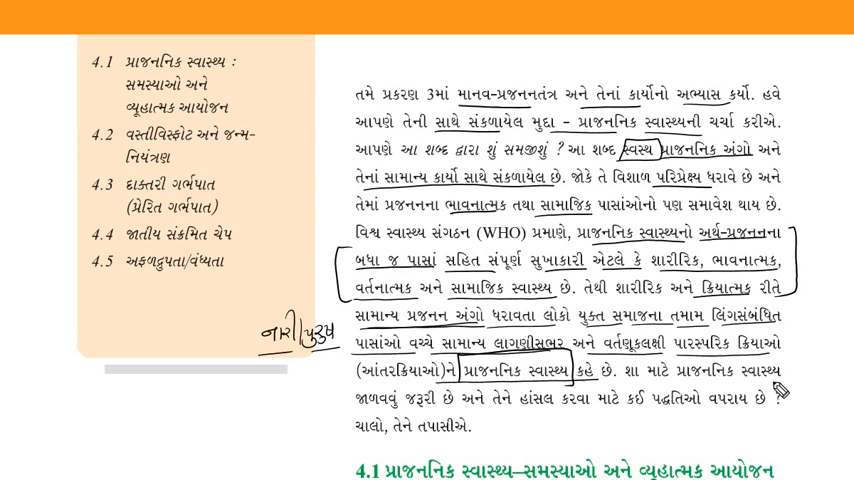 4.1 પ્રાજનનિક સ્વાસ્થ્ય :
સમસ્યાઓ અને
વ્યૂહાત્મક આયોજન
4.2 વસ્તીવિસ્ફોટ અને જન્મ-
નિયંત્રણ
4.3 દાક્તરી ગર્ભપાત
(પ્રેરિત ગર્ભપાત)
4.4 જાતીય સંક્રમિત ચેપ
4.5 અફળદ્રુપતા/વંધ્યતા
નારી/પુરુષ
તમે પ્રકરણ 3માં માનવ-પ્રજનનતંત્ર અને તેનાં કાર્યોનો અભ્યાસ કર્યો. હવે
આપણે તેની સાથે સંકળાયેલ મુદ્દા – પ્રાજનનિક સ્વાસ્થ્યની ચર્ચા કરીએ.
આપણે આ શબ્દ દ્વારા શું સમજીશું ? આ શબ્દ સ્વસ્થ પ્રાજનનિક અંગો અને
તેનાં સામાન્ય કાર્યો સાથે સંકળાયેલ છે. જોકે તે વિશાળ પરિપ્રેક્ષ્ય ધરાવે છે અને
તેમાં પ્રજનનના ભાવનાત્મક તથા સામાજિક પાસાંઓનો પણ સમાવેશ થાય છે.
વિશ્વ સ્વાસ્થ્ય સંગઠન (WHO) પ્રમાણે, પ્રાજનનિક સ્વાસ્થ્યનો અર્થ–પ્રજનનના
બધા જ પાસાં સહિત સંપૂર્ણ સુખાકારી એટલે કે શારીરિક, ભાવનાત્મક,
વર્તનાત્મક અને સામાજિક સ્વાસ્થ્ય છે. તેથી શારીરિક અને ક્રિયાત્મક રીતે
સામાન્ય પ્રજનન અંગો ધરાવતા લોકો યુક્ત સમાજના તમામ લિંગસંબંધિત
પાસાંઓ વચ્ચે સામાન્ય લાગણીસભર અને વર્તણૂકલક્ષી પારસ્પરિક ક્રિયાઓ
(આંતરક્રિયાઓ)ને પ્રાજનનિક સ્વાસ્થ્ય કહે છે. શા માટે પ્રાજનનિક સ્વાસ્થ્ય
જાળવવું જરૂરી છે અને તેને હાંસલ કરવા માટે કઈ પદ્ધતિઓ વપરાય છે ?
ચાલો, તેને તપાસીએ.
4.1 પ્રાજનનિક સ્વાસ્થ્ય–સમસ્યાઓ અને વ્યૂહાત્મક આયોજન